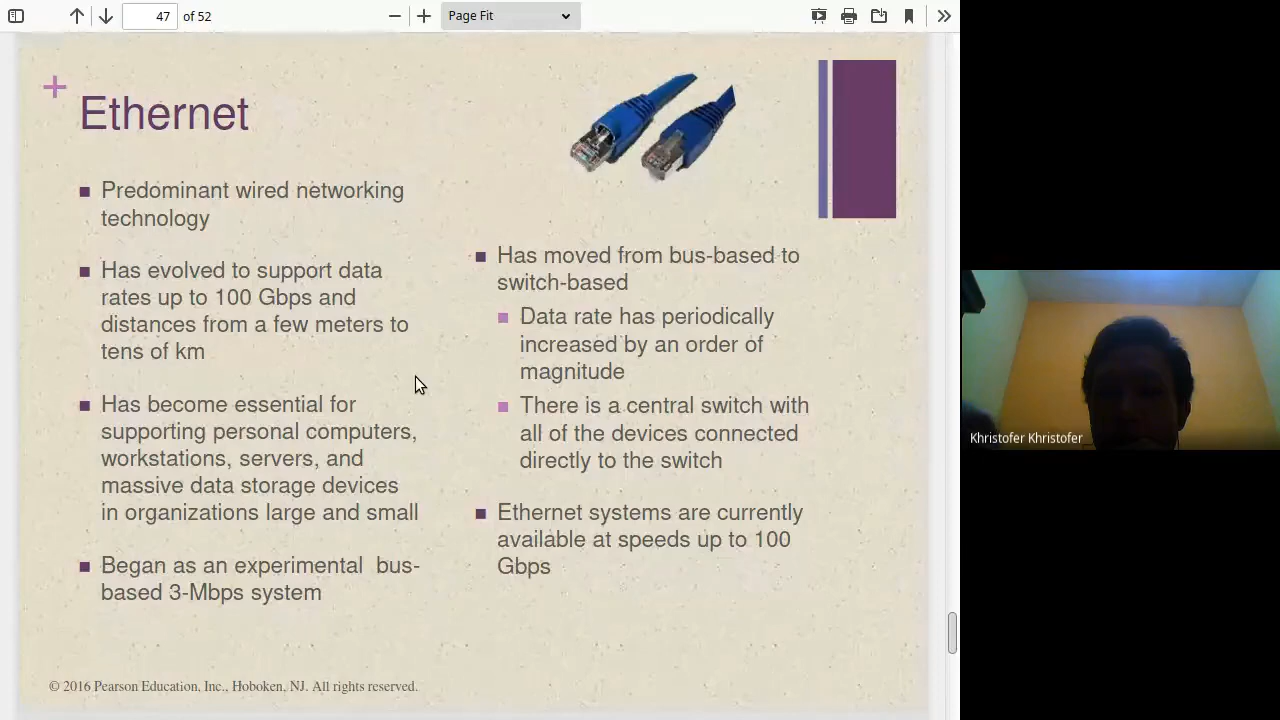 47 of 52
Page Fit
+
Ethernet
■ Predominant wired networking
technology
■ Has evolved to support data
rates up to 100 Gbps and
distances from a few meters to
tens of km
■ Has become essential for
supporting personal computers,
workstations, servers, and
massive data storage devices
in organizations large and small
■ Began as an experimental  bus-
based 3-Mbps system
■ Has moved from bus-based to
switch-based
■ Data rate has periodically
increased by an order of
magnitude
■ There is a central switch with
all of the devices connected
directly to the switch
■ Ethernet systems are currently
available at speeds up to 100
Gbps
© 2016 Pearson Education, Inc., Hoboken, NJ. All rights reserved.
Khristofer Khristofer